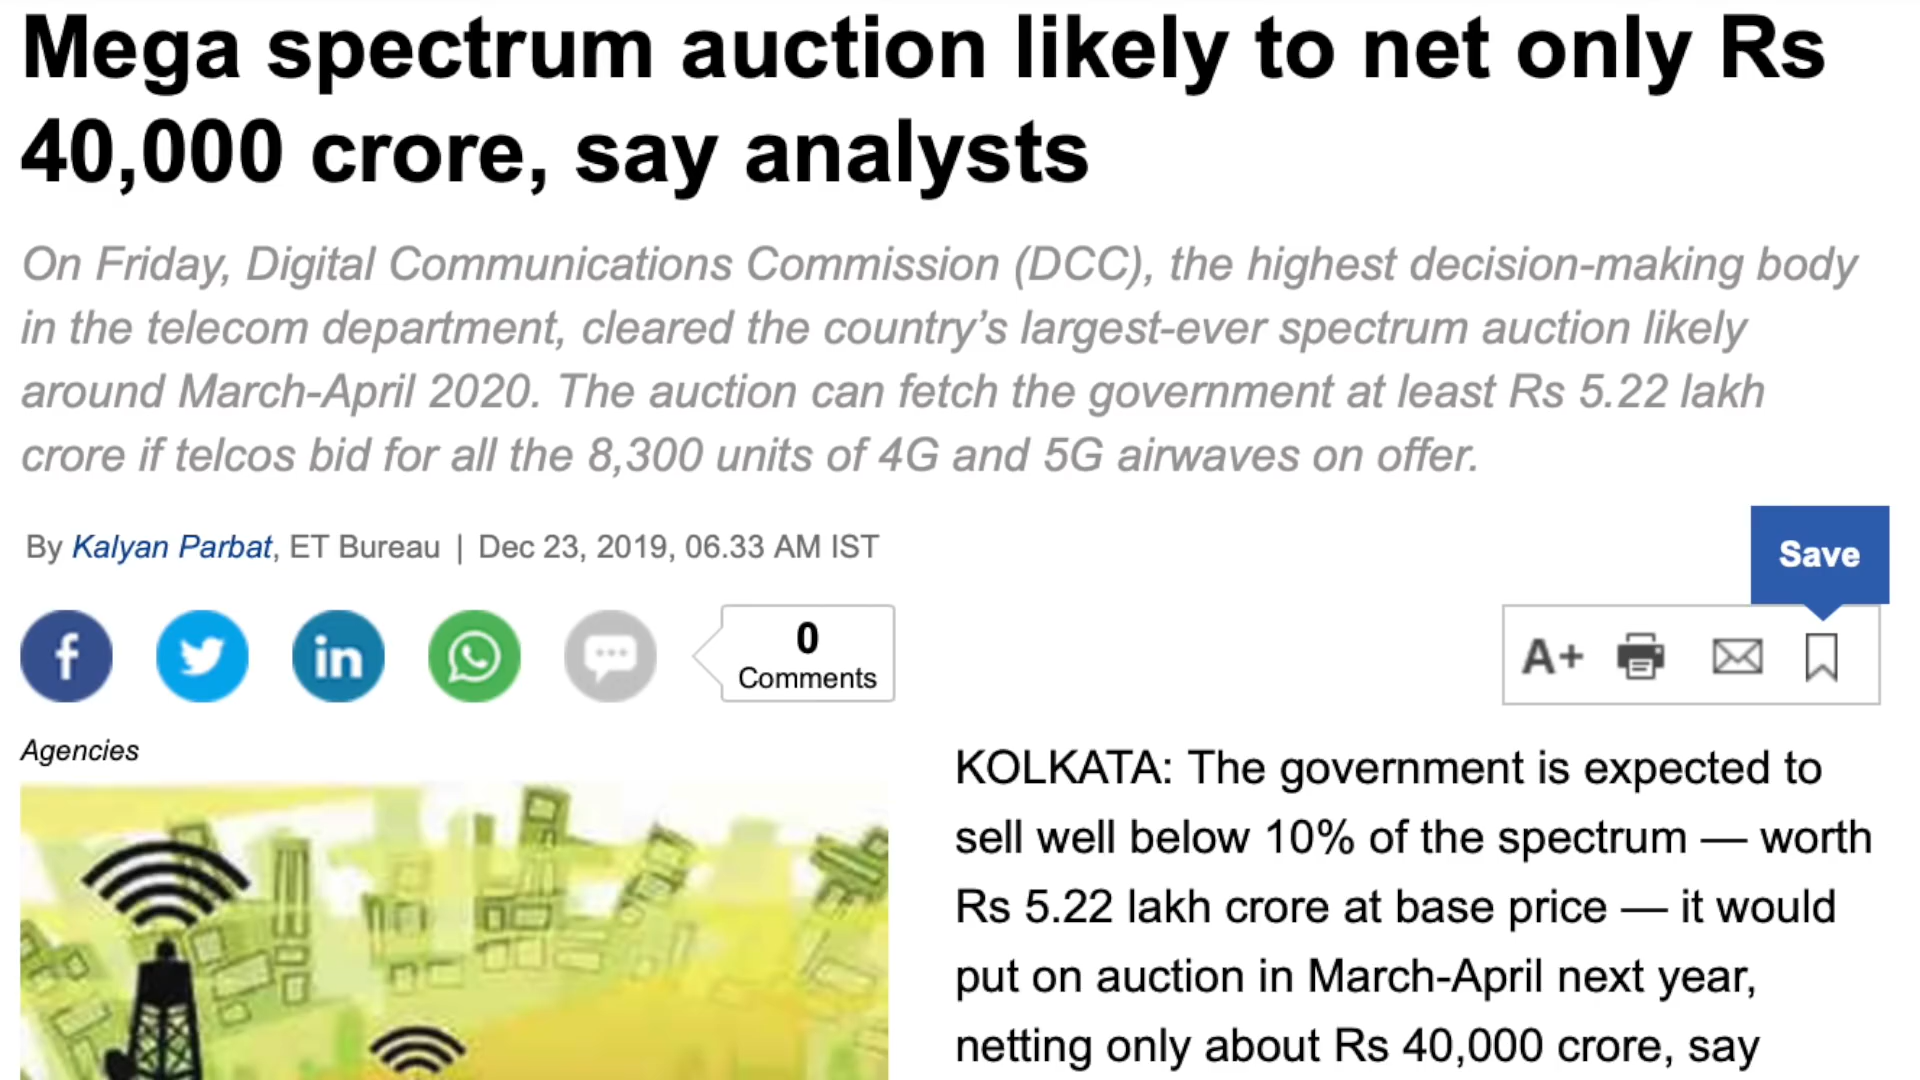 Mega spectrum auction likely to net only Rs
40,000 crore, say analysts
On Friday, Digital Communications Commission (DCC), the highest decision-making body
in the telecom department, cleared the country’s largest-ever spectrum auction likely
around March-April 2020. The auction can fetch the government at least Rs 5.22 lakh
crore if telcos bid for all the 8,300 units of 4G and 5G airwaves on offer.
By Kalyan Parbat, ET Bureau | Dec 23, 2019, 06.33 AM IST
Save
f
in
0
Comments
A+
Agencies
KOLKATA: The government is expected to
sell well below 10% of the spectrum — worth
Rs 5.22 lakh crore at base price — it would
put on auction in March-April next year,
netting only about Rs 40,000 crore, say